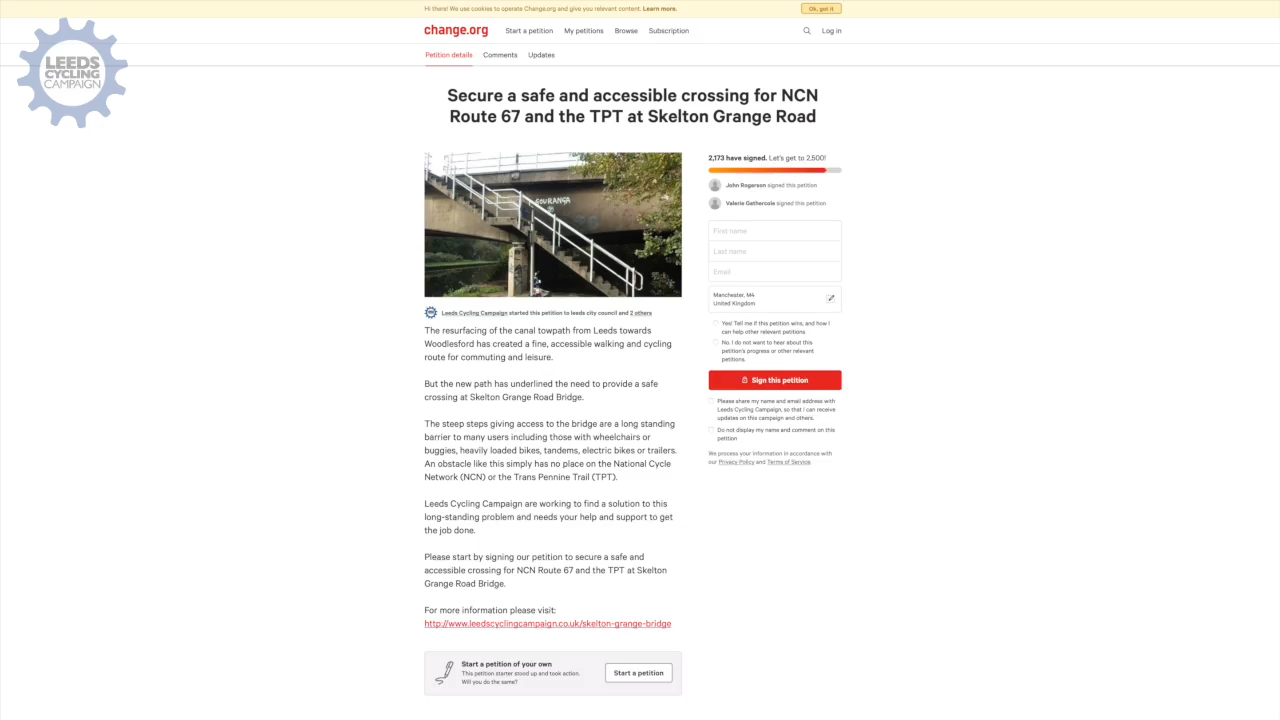 Hi there! We use cookies to operate Change.org and give you relevant content. Learn more.
Ok, got it
change.org
Start a petition
My petitions
Browse
Subscription
Log in
Petition details
Comments
Updates
LEEDS
CYCLING
CAMPAIGN
Secure a safe and accessible crossing for NCN
Route 67 and the TPT at Skelton Grange Road
GOURANGA
Leeds Cycling Campaign started this petition to leeds city council and 2 others
The resurfacing of the canal towpath from Leeds towards
Woodlesford has created a fine, accessible walking and cycling
route for commuting and leisure.
But the new path has underlined the need to provide a safe
crossing at Skelton Grange Road Bridge.
The steep steps giving access to the bridge are a long standing
barrier to many users including those with wheelchairs or
buggies, heavily loaded bikes, tandems, electric bikes or trailers.
An obstacle like this simply has no place on the National Cycle
Network (NCN) or the Trans Pennine Trail (TPT).
Leeds Cycling Campaign are working to find a solution to this
long-standing problem and needs your help and support to get
the job done.
Please start by signing our petition to secure a safe and
accessible crossing for NCN Route 67 and the TPT at Skelton
Grange Road Bridge.
For more information please visit:
http://www.leedscyclingcampaign.co.uk/skelton-grange-bridge
Start a petition of your own
This petition starter stood up and took action.
Will you do the same?
Start a petition
2,173 have signed. Let's get to 2,500!
John Rogerson signed this petition
Valerie Gathercole signed this petition
First name
Last name
Email
Manchester, M4
United Kingdom
Yes! Tell me if this petition wins, and how I
can help other relevant petitions
No. I do not want to hear about this
petition's progress or other relevant
petitions.
Sign this petition
Please share my name and email address with
Leeds Cycling Campaign, so that I can receive
updates on this campaign and others.
Do not display my name and comment on this
petition
We process your information in accordance with
our Privacy Policy and Terms of Service.